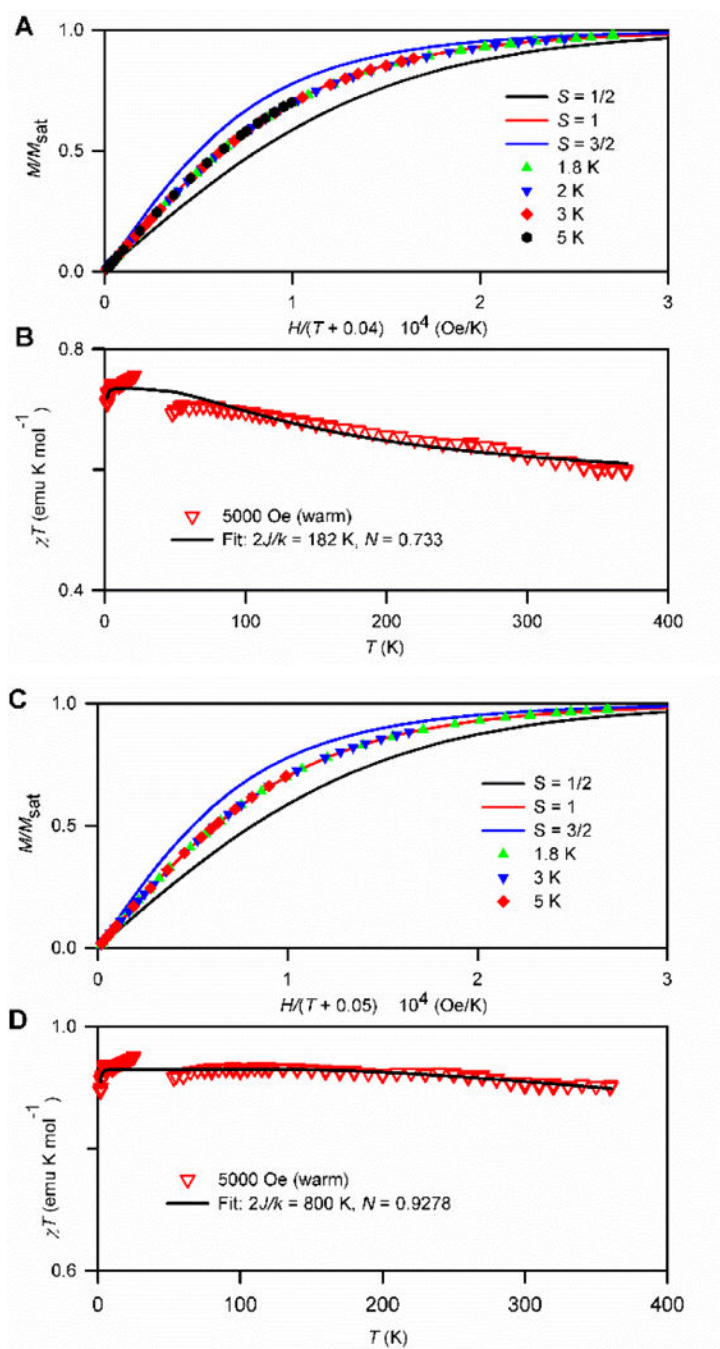 A
1.0
M/Msat
0.5
0.0
S = 1/2
S = 1
S = 3/2
1.8 K
2 K
3 K
5 K
0 1 2 3
H/(T + 0.04) 10⁴ (Oe/K)
B
0.8
χT (emu K mol⁻¹)
0.4
5000 Oe (warm)
Fit: 2J/k = 182 K, N = 0.733
0 100 200 300 400
T (K)
C
1.0
M/Msat
0.5
0.0
S = 1/2
S = 1
S = 3/2
1.8 K
3 K
5 K
0 1 2 3
H/(T + 0.05) 10⁴ (Oe/K)
D
1.0
χT (emu K mol⁻¹)
0.6
5000 Oe (warm)
Fit: 2J/k = 800 K, N = 0.9278
0 100 200 300 400
T (K)